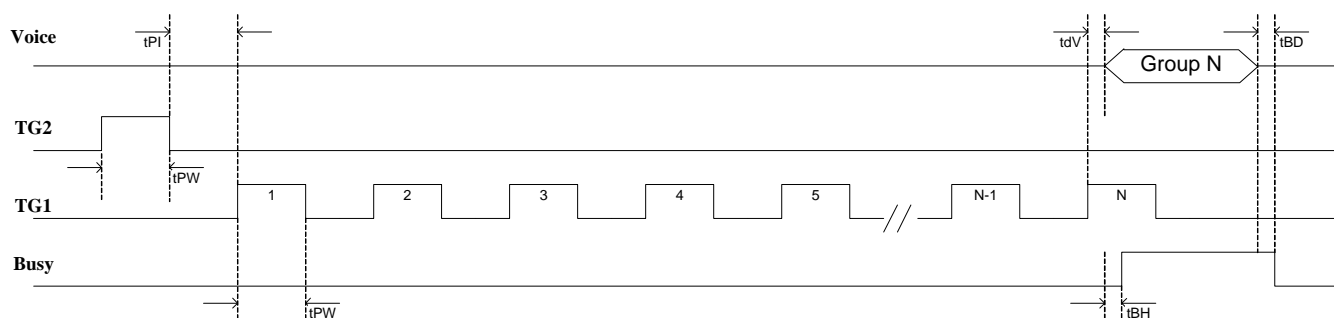 Voice
tPI
tdV
Group N
tBD
TG2
tPW
TG1
1
2
3
4
5
N-1
N
Busy
tPW
tBH